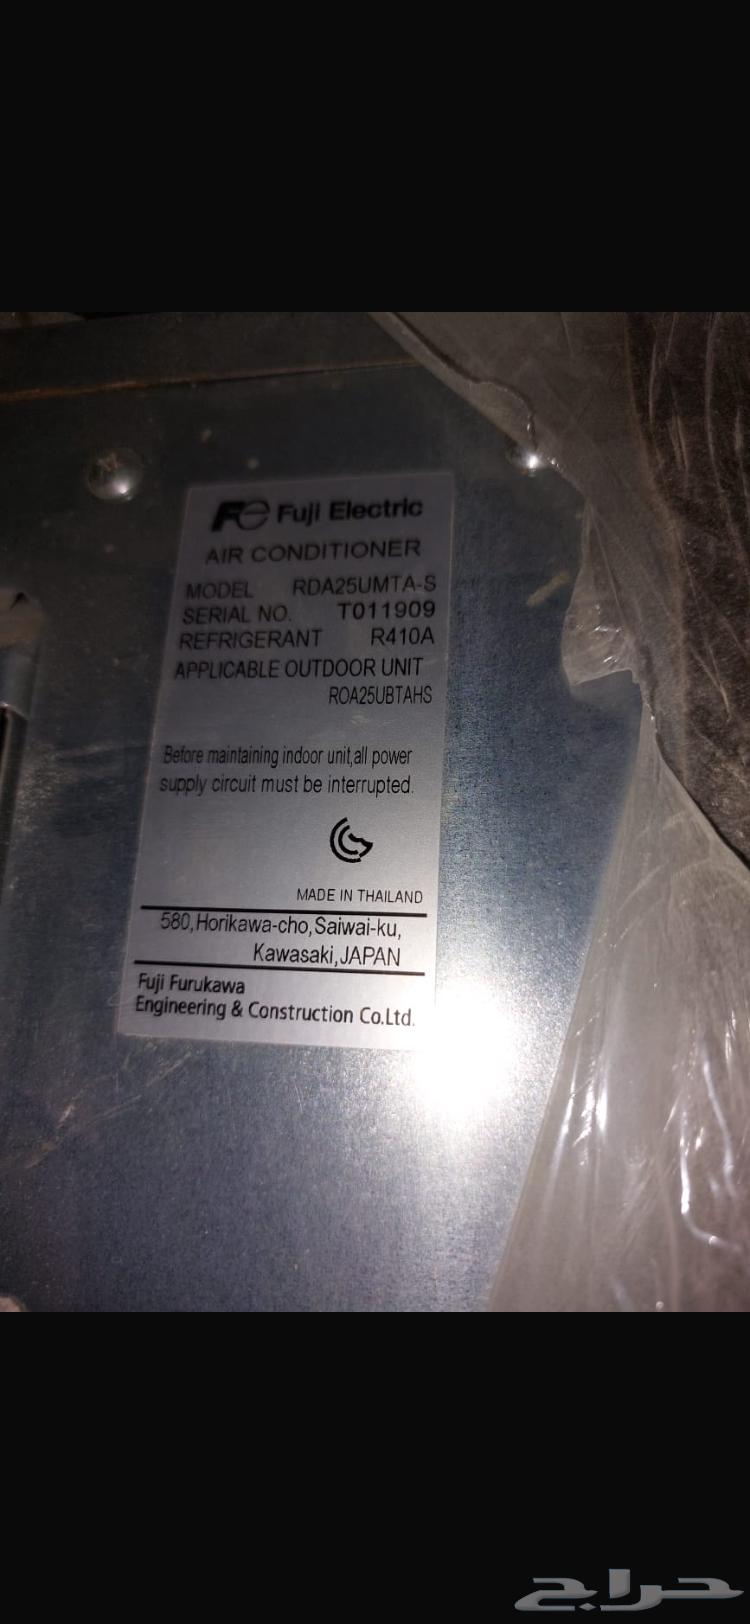 Fe Fuji Electric
AIR CONDITIONER
MODEL RDA25UMTA-S
SERIAL NO. T011909
REFRIGERANT R410A
APPLICABLE OUTDOOR UNIT
ROA25UBTAHS
Before maintaining indoor unit,all power
supply circuit must be interrupted.
MADE IN THAILAND
580,Horikawa-cho,Saiwai-ku,
Kawasaki,JAPAN
Fuji Furukawa
Engineering & Construction Co.Ltd.
حراج